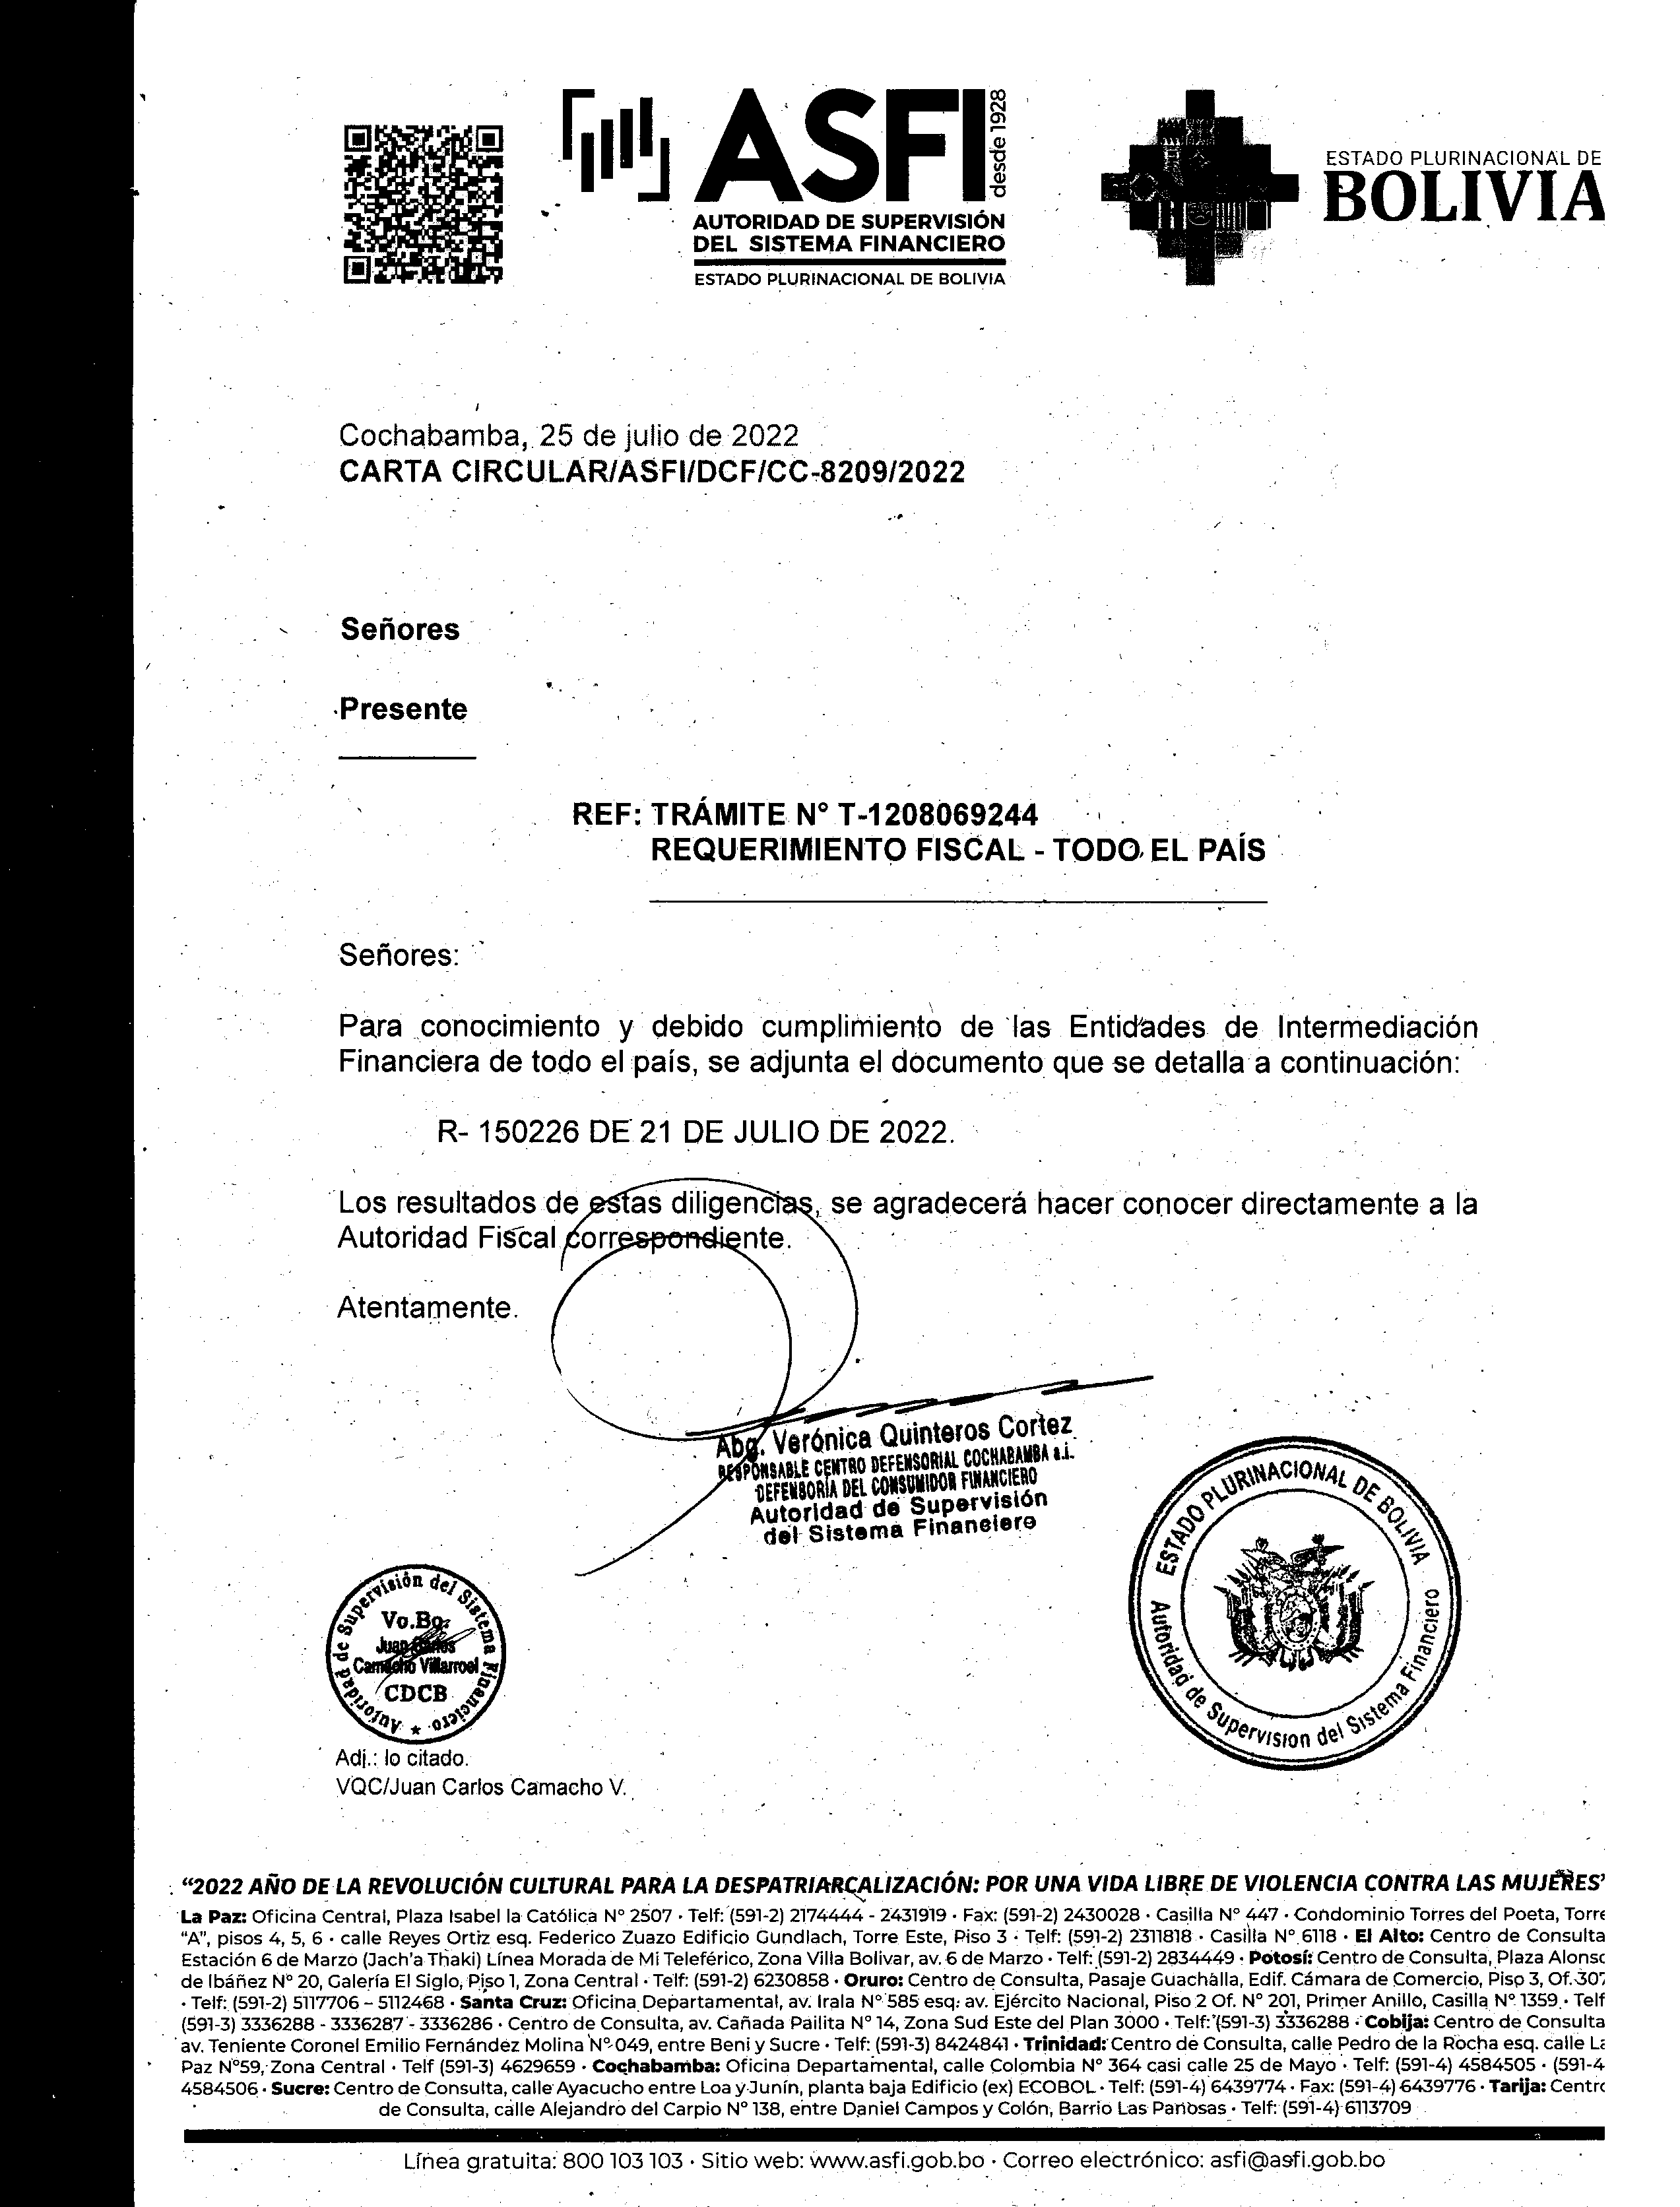 ASFI
desde 1928
AUTORIDAD DE SUPERVISIÓN
DEL SISTEMA FINANCIERO
ESTADO PLURINACIONAL DE BOLIVIA
ESTADO PLURINACIONAL DE
BOLIVIA
Cochabamba, 25 de julio de 2022
CARTA CIRCULAR/ASFI/DCF/CC-8209/2022
Señores
Presente
REF: TRÁMITE N° T-1208069244
REQUERIMIENTO FISCAL - TODO EL PAÍS
Señores:
Para conocimiento y debido cumplimiento de las Entidades de Intermediación
Financiera de todo el país, se adjunta el documento que se detalla a continuación:
R- 150226 DE 21 DE JULIO DE 2022.
Los resultados de estas diligencias, se agradecerá hacer conocer directamente a la
Autoridad Fiscal correspondiente.
Atentamente.
Abg. Verónica Quinteros Cortez
RESPONSABLE CENTRO DEFENSORIAL COCHABAMBA a.i.
DEFENSORÍA DEL CONSUMIDOR FINANCIERO
Autoridad de Supervisión
del Sistema Financiero
ESTADO PLURINACIONAL DE BOLIVIA
Autoridad de Supervision del Sistema Financiero
Autoridad de Supervisión del Sistema Financiero
Vo.Bo.
Juan Carlos
Camacho Villarroel
CDCB
Adj.: lo citado.
VQC/Juan Carlos Camacho V.
“2022 AÑO DE LA REVOLUCIÓN CULTURAL PARA LA DESPATRIARCALIZACIÓN: POR UNA VIDA LIBRE DE VIOLENCIA CONTRA LAS MUJERES’
La Paz: Oficina Central, Plaza Isabel la Católica N° 2507 · Telf: (591-2) 2174444 - 2431919 · Fax: (591-2) 2430028 · Casilla N° 447 · Condominio Torres del Poeta, Torre
“A”, pisos 4, 5, 6 · calle Reyes Ortiz esq. Federico Zuazo Edificio Gundlach, Torre Este, Piso 3 · Telf: (591-2) 2311818 · Casilla N° 6118 · El Alto: Centro de Consulta
Estación 6 de Marzo (Jach'a Thaki) Línea Morada de Mi Teleférico, Zona Villa Bolivar, av. 6 de Marzo · Telf: (591-2) 2834449 · Potosí: Centro de Consulta, Plaza Alonso
de Ibáñez N° 20, Galería El Siglo, Piso 1, Zona Central · Telf: (591-2) 6230858 · Oruro: Centro de Consulta, Pasaje Guachalla, Edif. Cámara de Comercio, Piso 3, Of. 307
· Telf: (591-2) 5117706 – 5112468 · Santa Cruz: Oficina Departamental, av. Irala N° 585 esq. av. Ejército Nacional, Piso 2 Of. N° 201, Primer Anillo, Casilla N° 1359 · Telf
(591-3) 3336288 - 3336287 - 3336286 · Centro de Consulta, av. Cañada Pailita N° 14, Zona Sud Este del Plan 3000 · Telf: (591-3) 3336288 · Cobija: Centro de Consulta
av. Teniente Coronel Emilio Fernández Molina N° 049, entre Beni y Sucre · Telf: (591-3) 8424841 · Trinidad: Centro de Consulta, calle Pedro de la Rocha esq. calle La
Paz N°59, Zona Central · Telf (591-3) 4629659 · Cochabamba: Oficina Departamental, calle Colombia N° 364 casi calle 25 de Mayo · Telf: (591-4) 4584505 · (591-4
4584506 · Sucre: Centro de Consulta, calle Ayacucho entre Loa y Junín, planta baja Edificio (ex) ECOBOL · Telf: (591-4) 6439774 · Fax: (591-4) 6439776 · Tarija: Centro
de Consulta, calle Alejandro del Carpio N° 138, entre Daniel Campos y Colón, Barrio Las Panosas · Telf: (591-4) 6113709
Línea gratuita: 800 103 103 · Sitio web: www.asfi.gob.bo · Correo electrónico: asfi@asfi.gob.bo